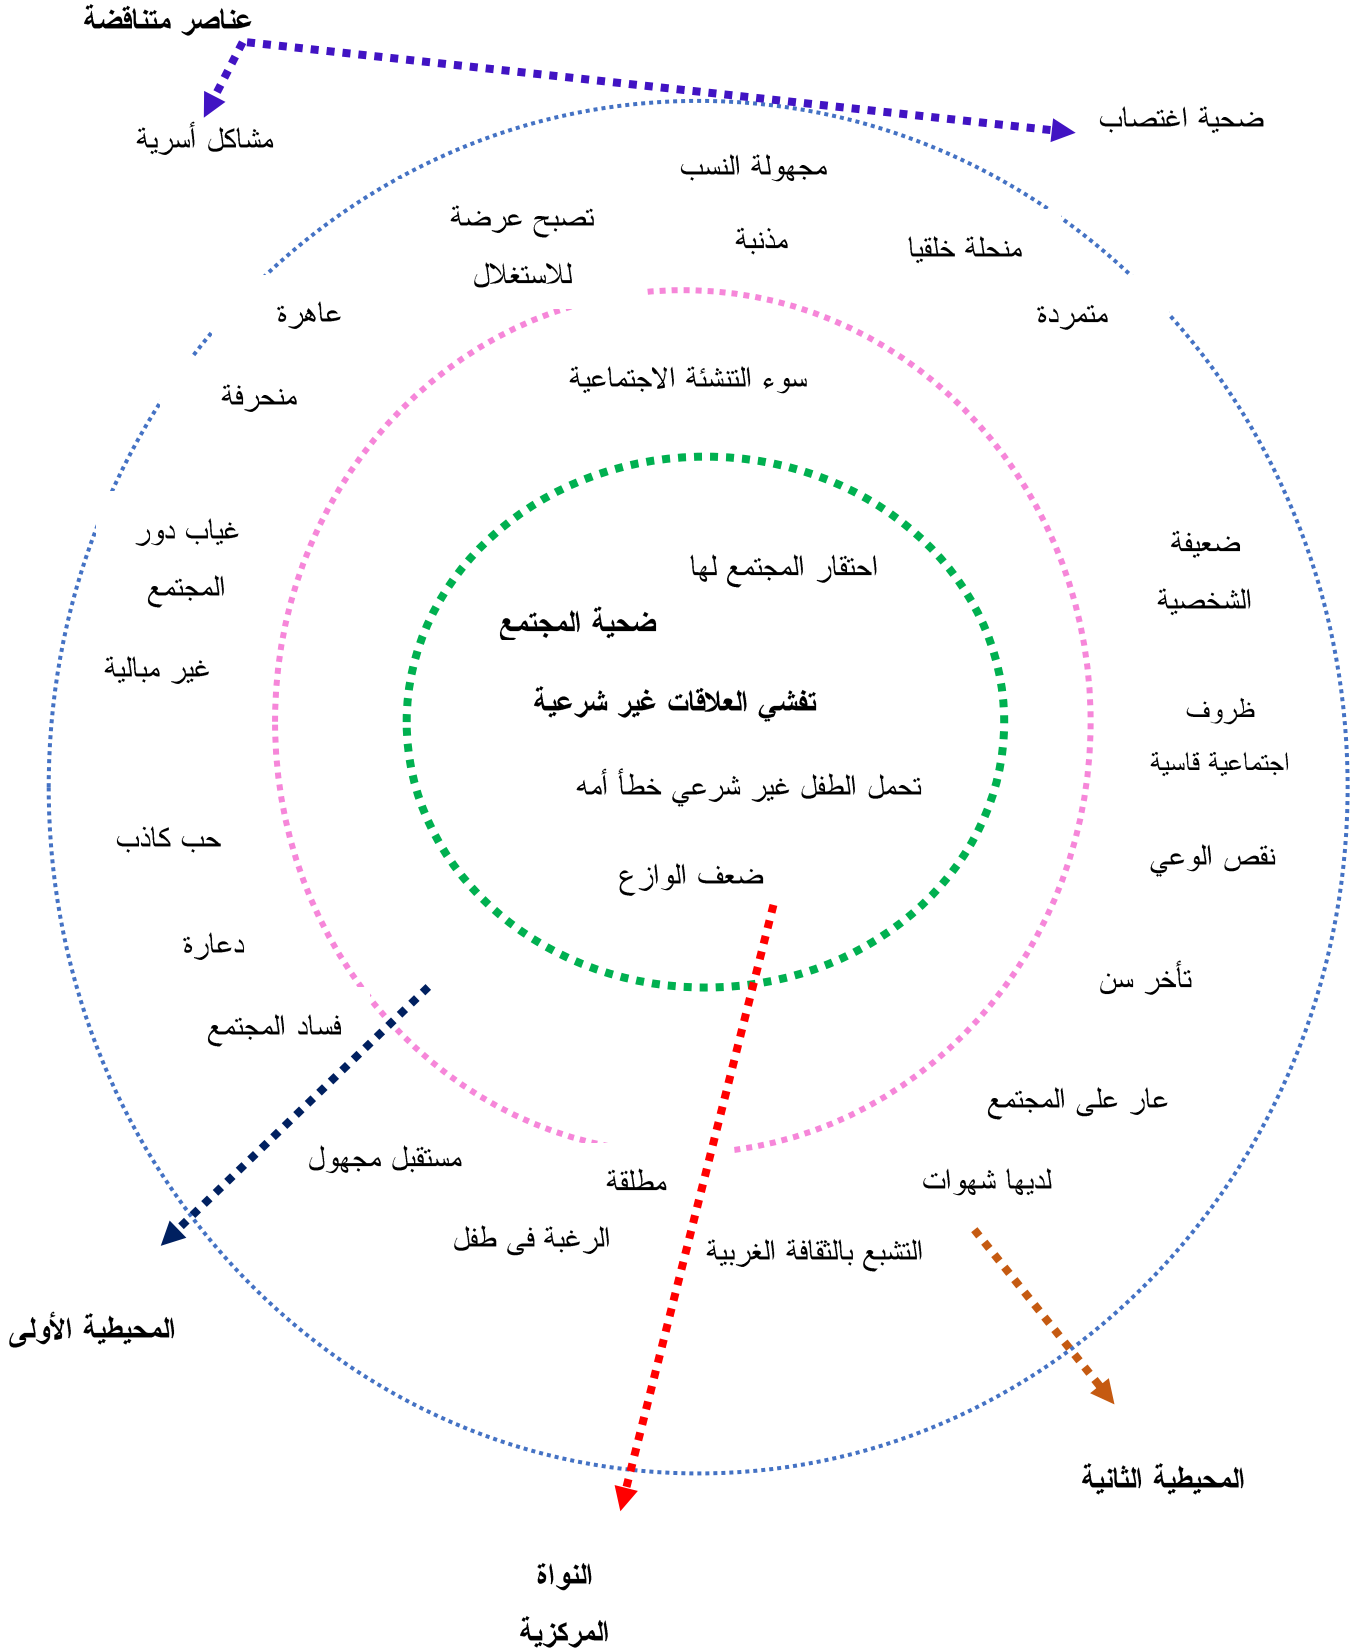 عناصر متناقضة
ضحية اغتصاب
مشاكل أسرية
مجهولة النسب
تصبح عرضة
للاستغلال
مذنبة
منحلة خلقيا
عاهرة
متمردة
منحرفة
سوء التنشئة الاجتماعية
غياب دور
المجتمع
ضعيفة
الشخصية
احتقار المجتمع لها
ضحية المجتمع
غير مبالية
تفشي العلاقات غير شرعية
ظروف
اجتماعية قاسية
تحمل الطفل غير شرعي خطأ أمه
حب كاذب
نقص الوعي
ضعف الوازع
دعارة
تأخر سن
فساد المجتمع
عار على المجتمع
مستقبل مجهول
مطلقة
لديها شهوات
الرغبة فى طفل
التشبع بالثقافة الغربية
المحيطية الأولى
المحيطية الثانية
النواة
المركزية